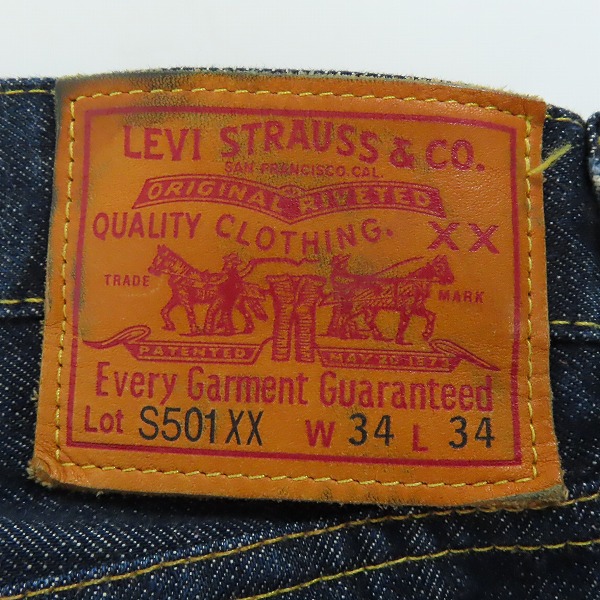 LEVI STRAUSS & CO.
SAN FRANCISCO, CAL.
ORIGINAL RIVETED
QUALITY CLOTHING. XX
TRADE MARK
PATENTED MAY 20 1873
Every Garment Guaranteed
Lot S501XX W 34 L 34